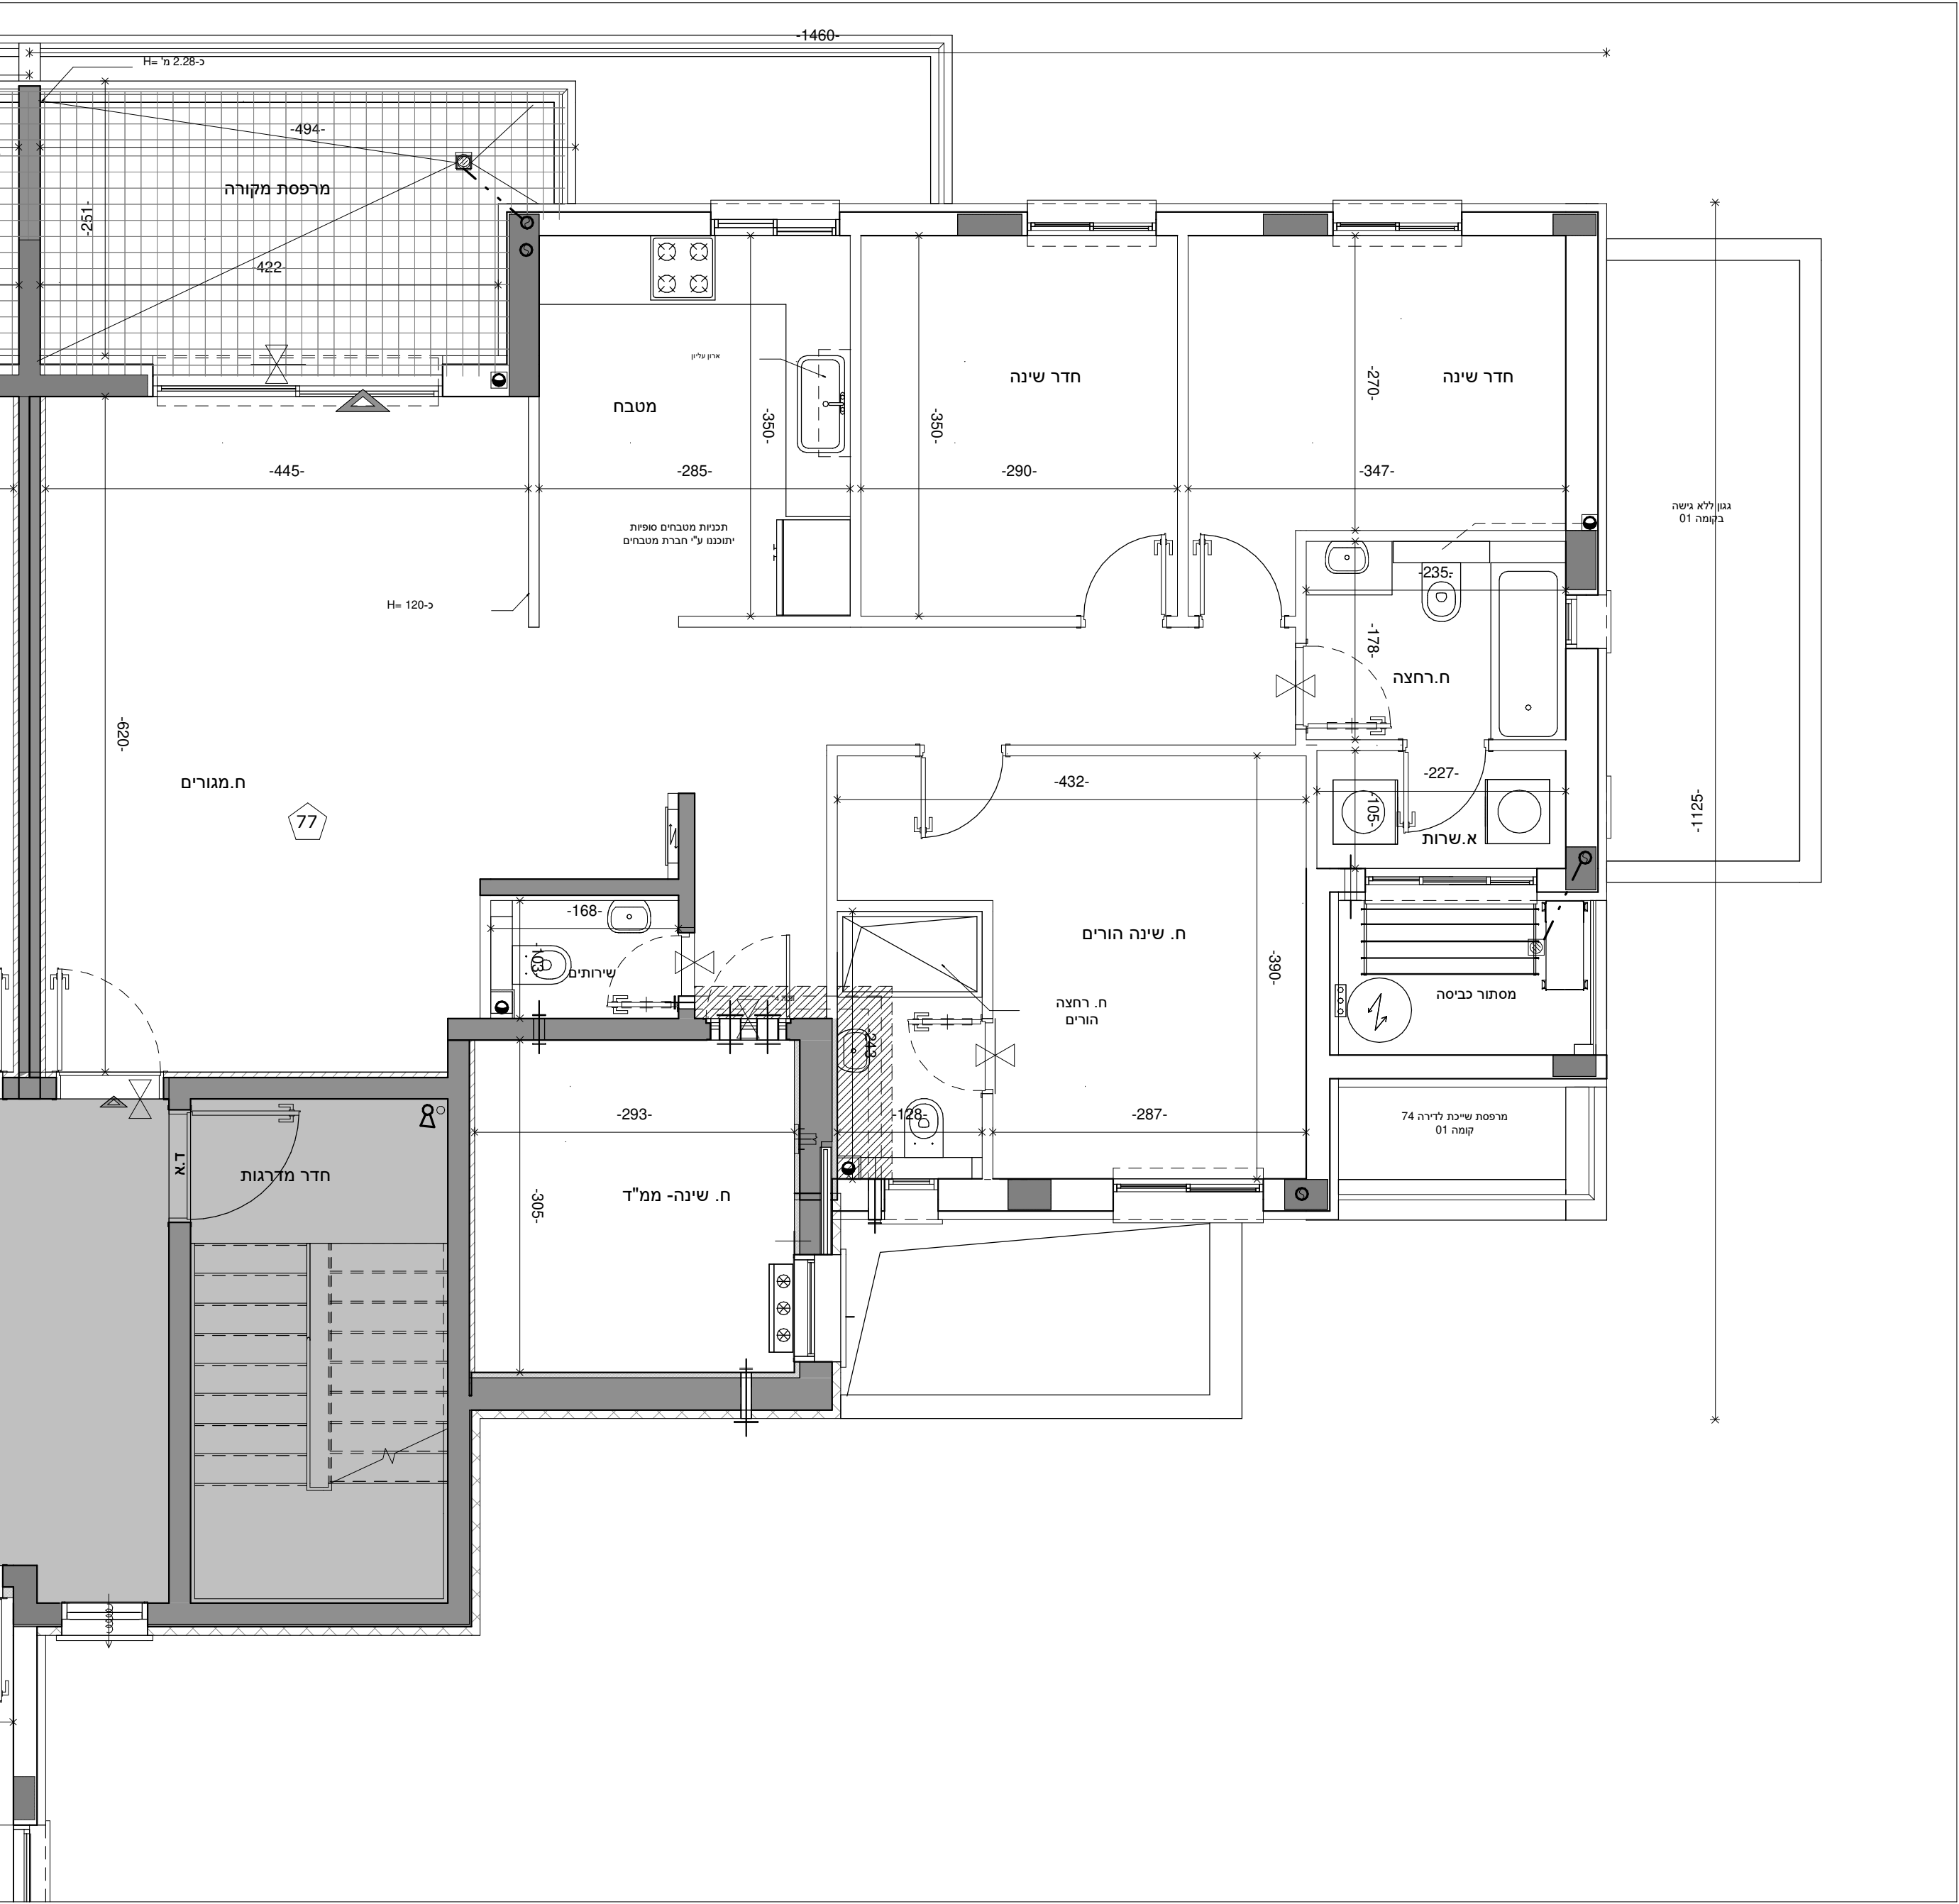 -1460-
כ-2.28 מ' =H
-494-
מרפסת מקורה
-251-
-422-
ארון עליון
חדר שינה
חדר שינה
-270-
מטבח
-350-
-350-
-445-
-285-
-290-
-347-
גגון ללא גישה
בקומה 01
תכניות מטבחים סופיות
יתוכננו ע"י חברת מטבחים
-235-
כ-120 =H
-178-
ח.רחצה
-620-
ח.מגורים
-432-
-227-
-105-
-1125-
77
א.שרות
-168-
ח. שינה הורים
-103-
שירותים
-390-
מסתור כביסה
ח. רחצה
הורים
-243-
-293-
-128-
-287-
מרפסת שייכת לדירה 74
קומה 01
ד.א
חדר מדרגות
ח. שינה- ממ"ד
-305-